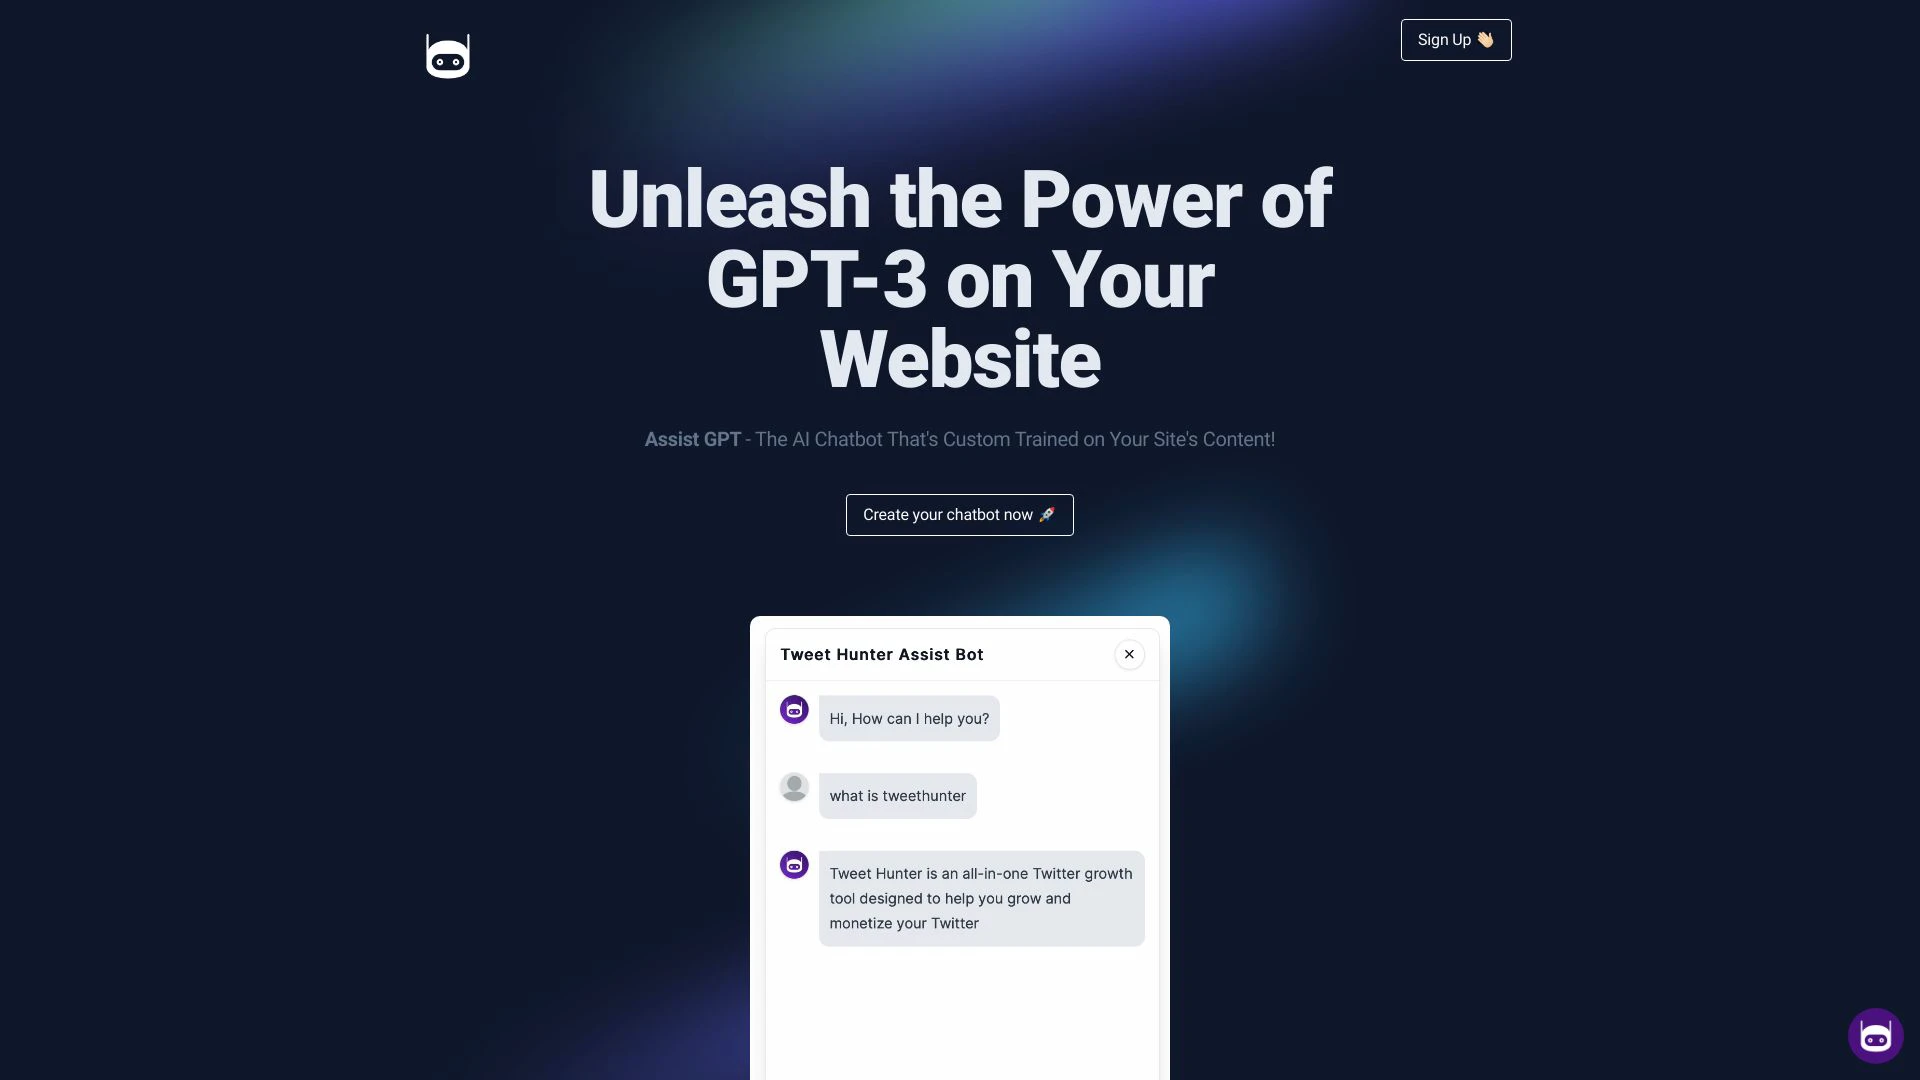 Sign Up 👋🏼
Unleash the Power of
GPT-3 on Your
Website
Assist GPT - The AI Chatbot That's Custom Trained on Your Site's Content!
Create your chatbot now 🚀
Tweet Hunter Assist Bot
Hi, How can I help you?
what is tweethunter
Tweet Hunter is an all-in-one Twitter growth
tool designed to help you grow and
monetize your Twitter